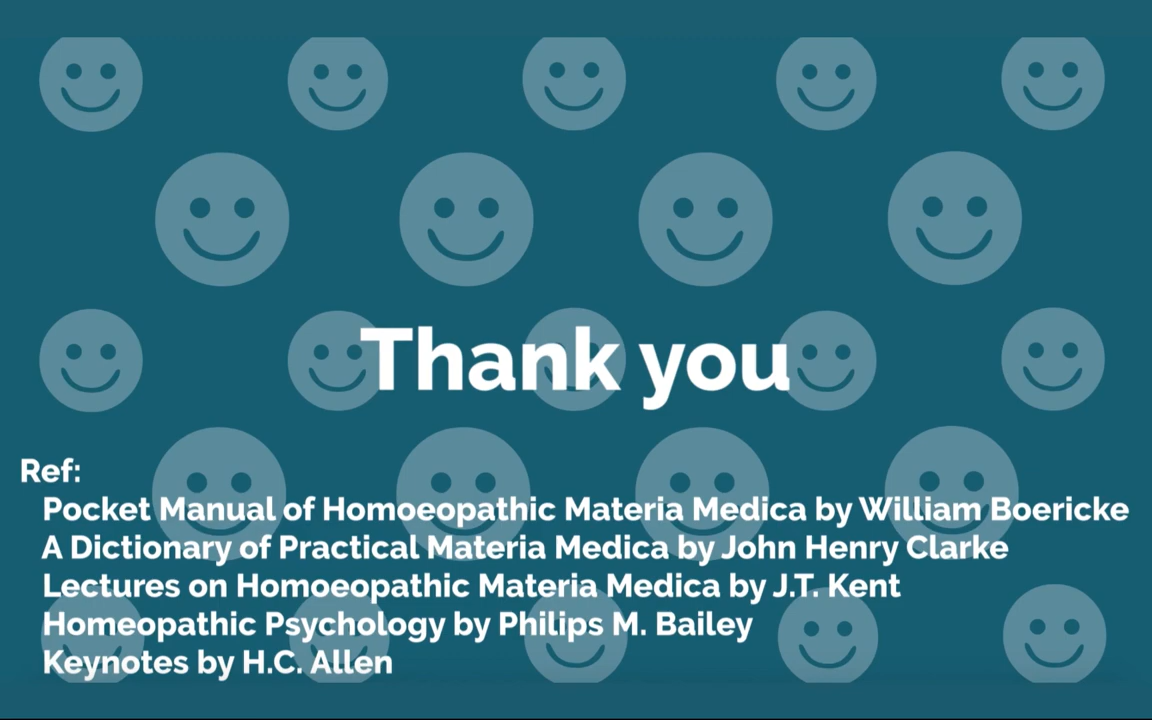 Thank you
Ref:
Pocket Manual of Homoeopathic Materia Medica by William Boericke
A Dictionary of Practical Materia Medica by John Henry Clarke
Lectures on Homoeopathic Materia Medica by J.T. Kent
Homeopathic Psychology by Philips M. Bailey
Keynotes by H.C. Allen